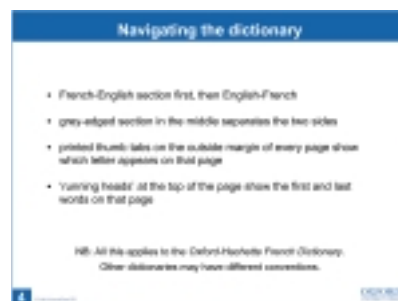 Navigating the dictionary
• French-English section first, then English-French
• grey-edged section in the middle separates the two sides
• printed thumb tabs on the outside margin of every page show
which letter appears on that page
• 'running heads' at the top of the page show the first and last
words on that page
NB: All this applies to the Oxford-Hachette French Dictionary.
Other dictionaries may have different conventions.
4
OXFORD